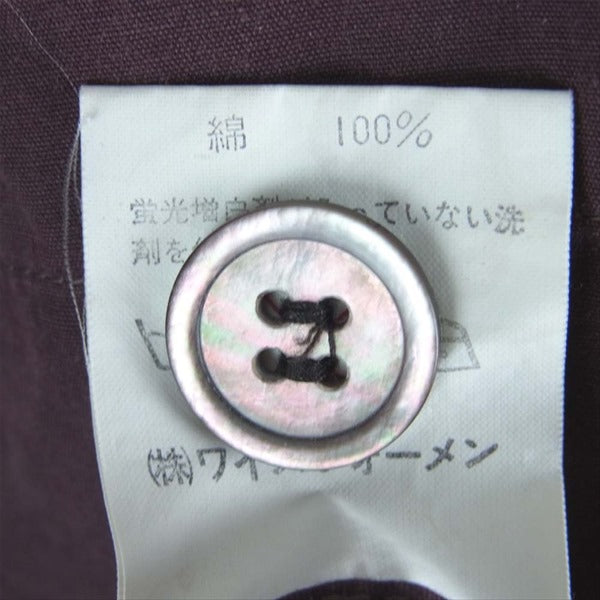 綿 100%
蛍光増白剤 っていない洗
剤を
(株)ワイ ーメン